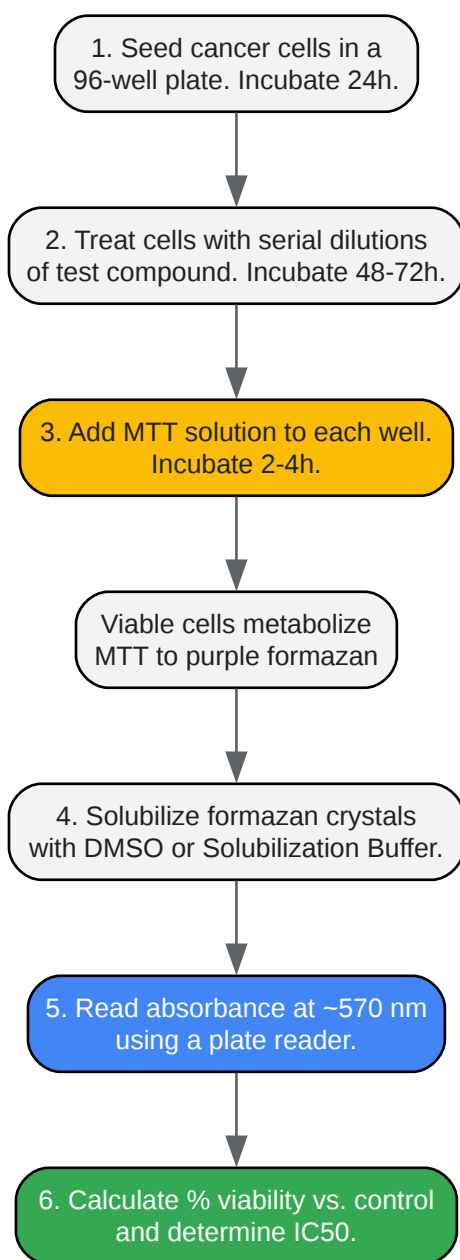 1. Seed cancer cells in a
96-well plate. Incubate 24h.
2. Treat cells with serial dilutions
of test compound. Incubate 48-72h.
3. Add MTT solution to each well.
Incubate 2-4h.
Viable cells metabolize
MTT to purple formazan
4. Solubilize formazan crystals
with DMSO or Solubilization Buffer.
5. Read absorbance at ~570 nm
using a plate reader.
6. Calculate % viability vs. control
and determine IC50.